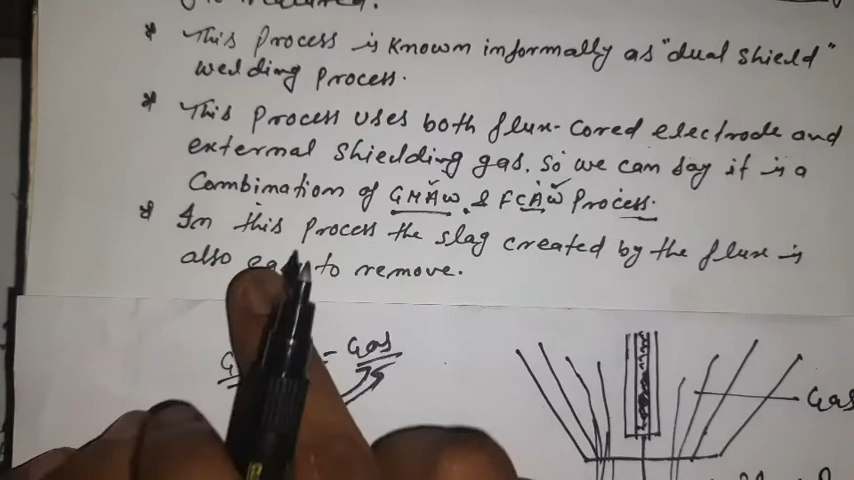 * This Process is Known informally as "dual shield"
welding Process.
* This Process uses both flux-cored electrode and
external shielding gas. So we can say it is a
Combination of GMAW & FCAW Process.
* In this Process the slag created by the flux is
also to remove.
= Gas
Gas